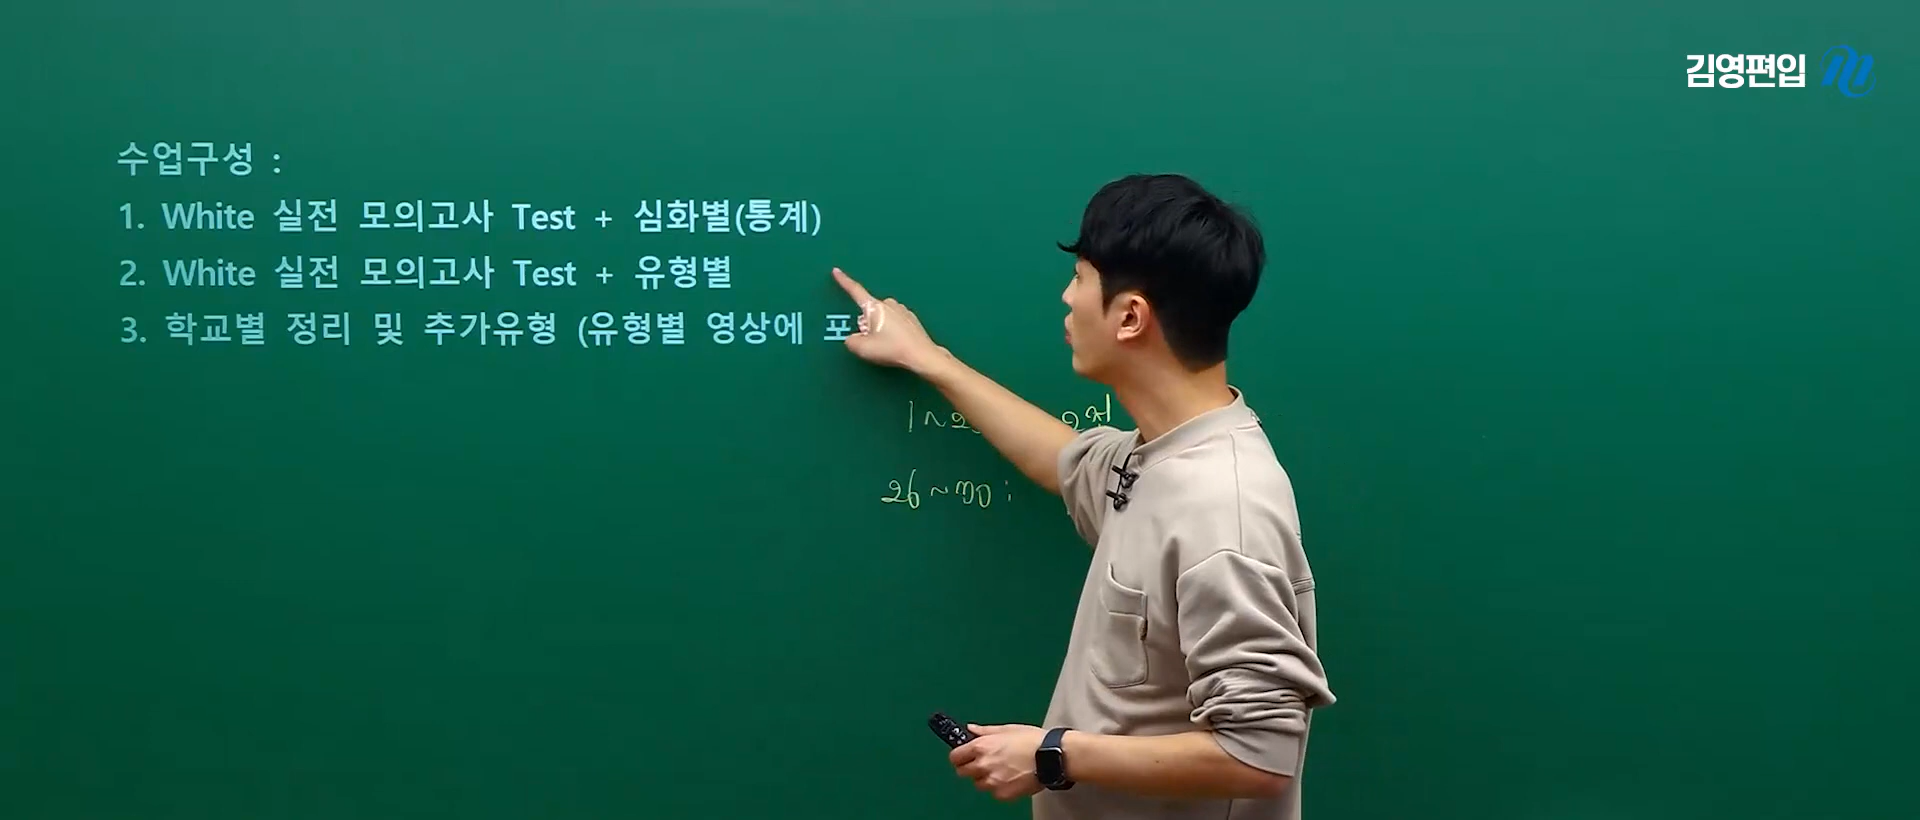 김영편입
수업구성 :
1. White 실전 모의고사 Test + 심화별(통계)
2. White 실전 모의고사 Test + 유형별
3. 학교별 정리 및 추가유형 (유형별 영상에
26~30 :